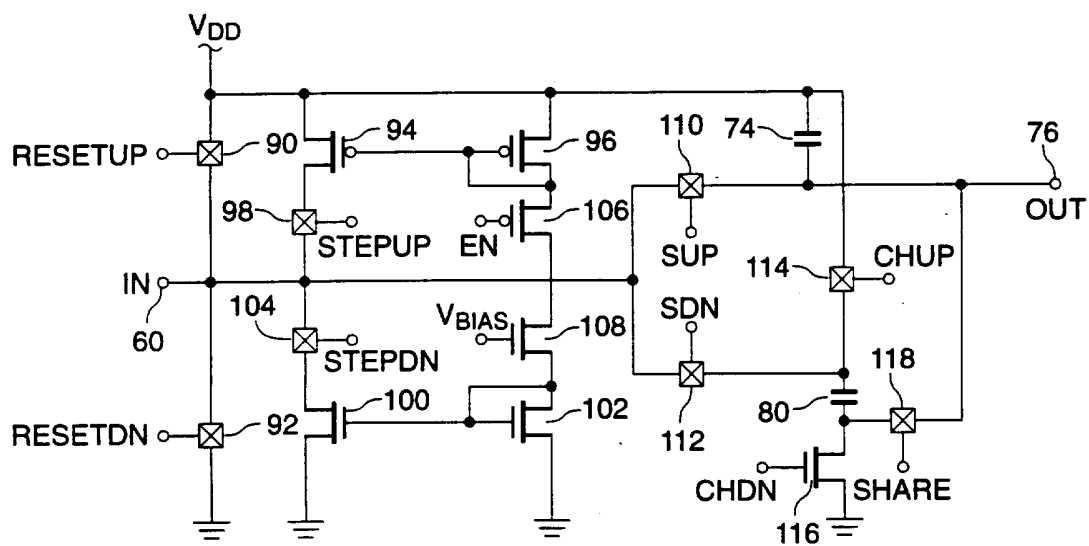 VDD
90
94
96
110
74
76
RESETUP
98
STEPUP
EN
106
SUP
OUT
IN
114
CHUP
60
104
STEPDN
VBIAS
108
SDN
118
100
102
112
80
RESETDN
92
CHDN
116
SHARE